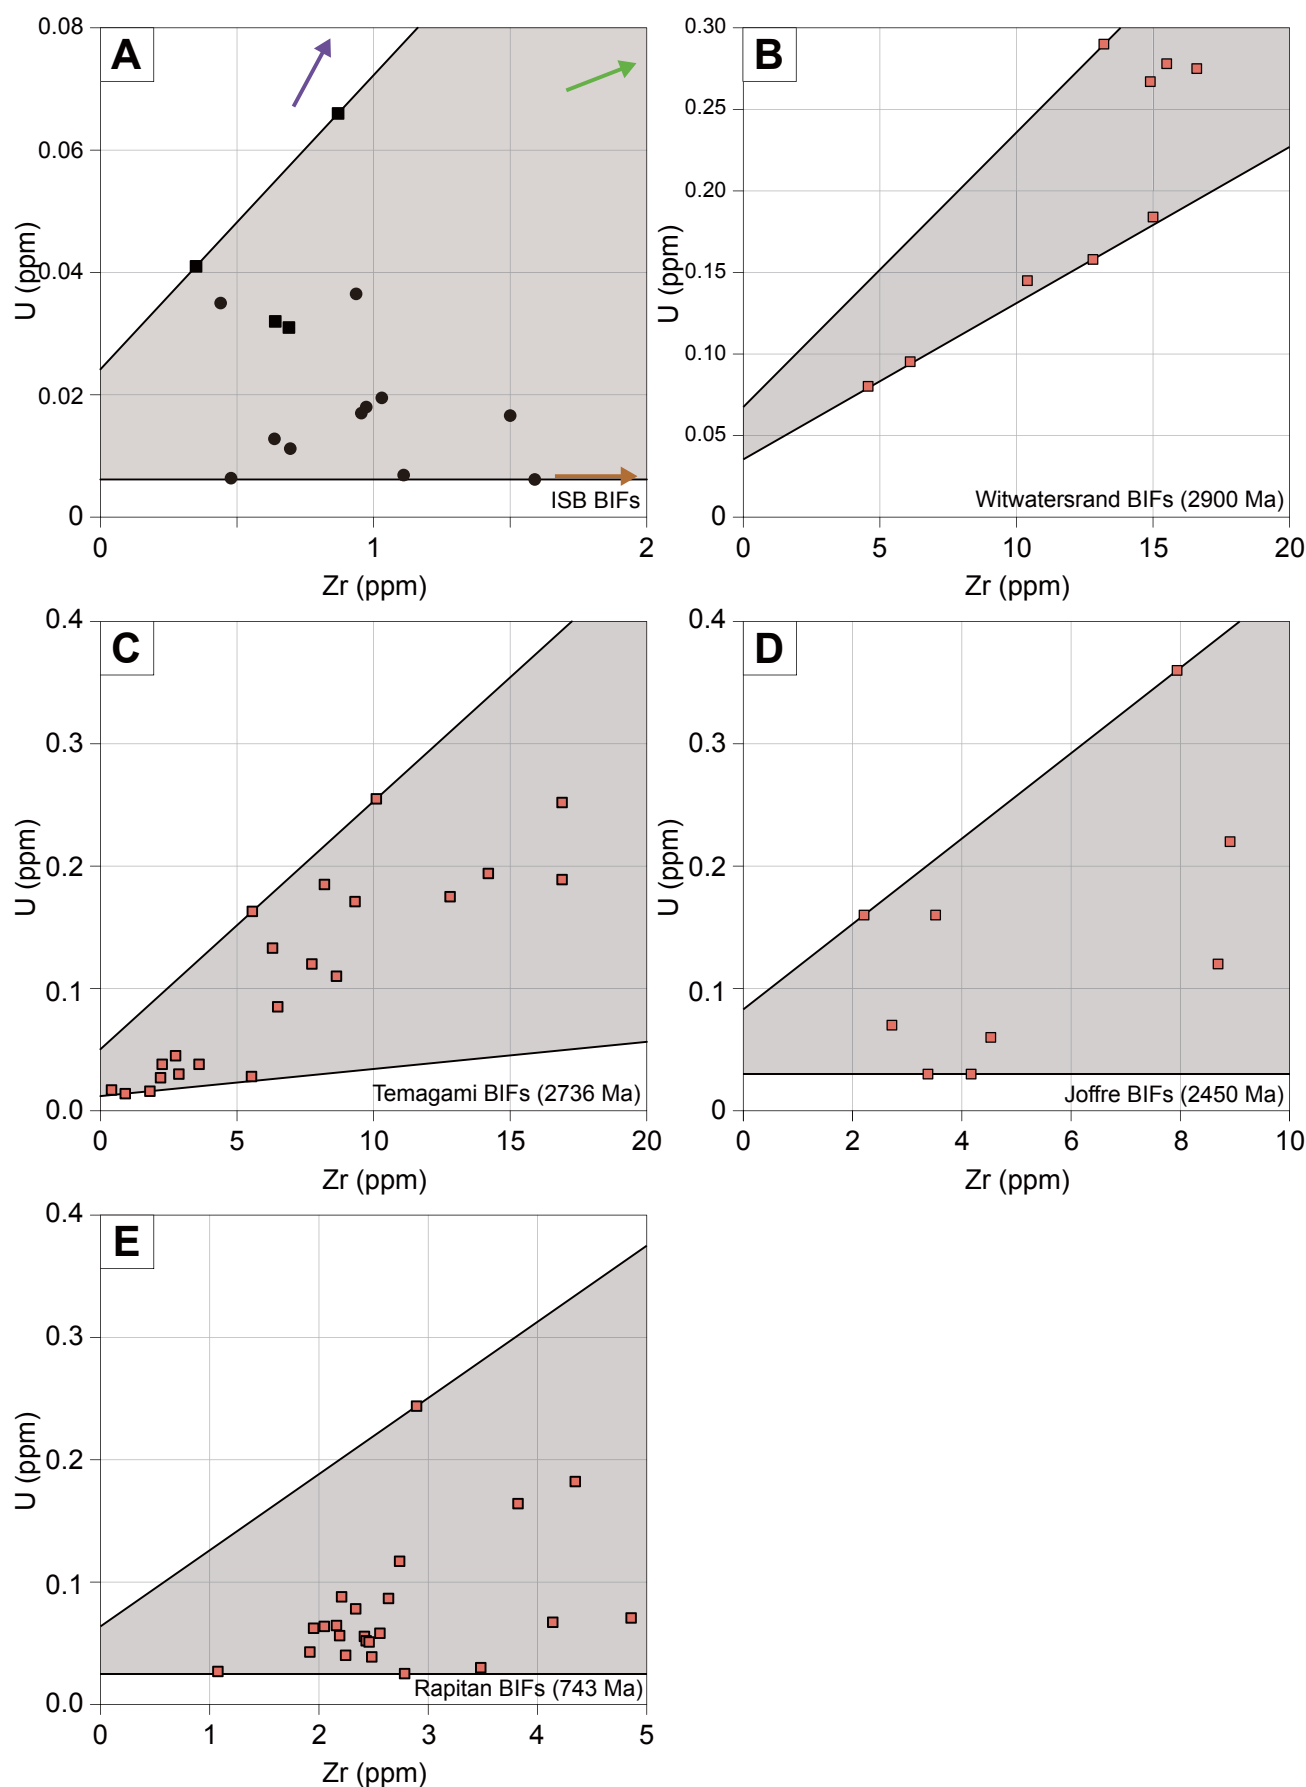 A
0.08
0.06
0.04
0.02
0
U (ppm)
ISB BIFs
0 1 2
Zr (ppm)
B
0.30
0.25
0.20
0.15
0.10
0.05
0
U (ppm)
Witwatersrand BIFs (2900 Ma)
0 5 10 15 20
Zr (ppm)
C
0.4
0.3
0.2
0.1
0.0
U (ppm)
Temagami BIFs (2736 Ma)
0 5 10 15 20
Zr (ppm)
D
0.4
0.3
0.2
0.1
0
U (ppm)
Joffre BIFs (2450 Ma)
0 2 4 6 8 10
Zr (ppm)
E
0.4
0.3
0.2
0.1
0.0
U (ppm)
Rapitan BIFs (743 Ma)
0 1 2 3 4 5
Zr (ppm)